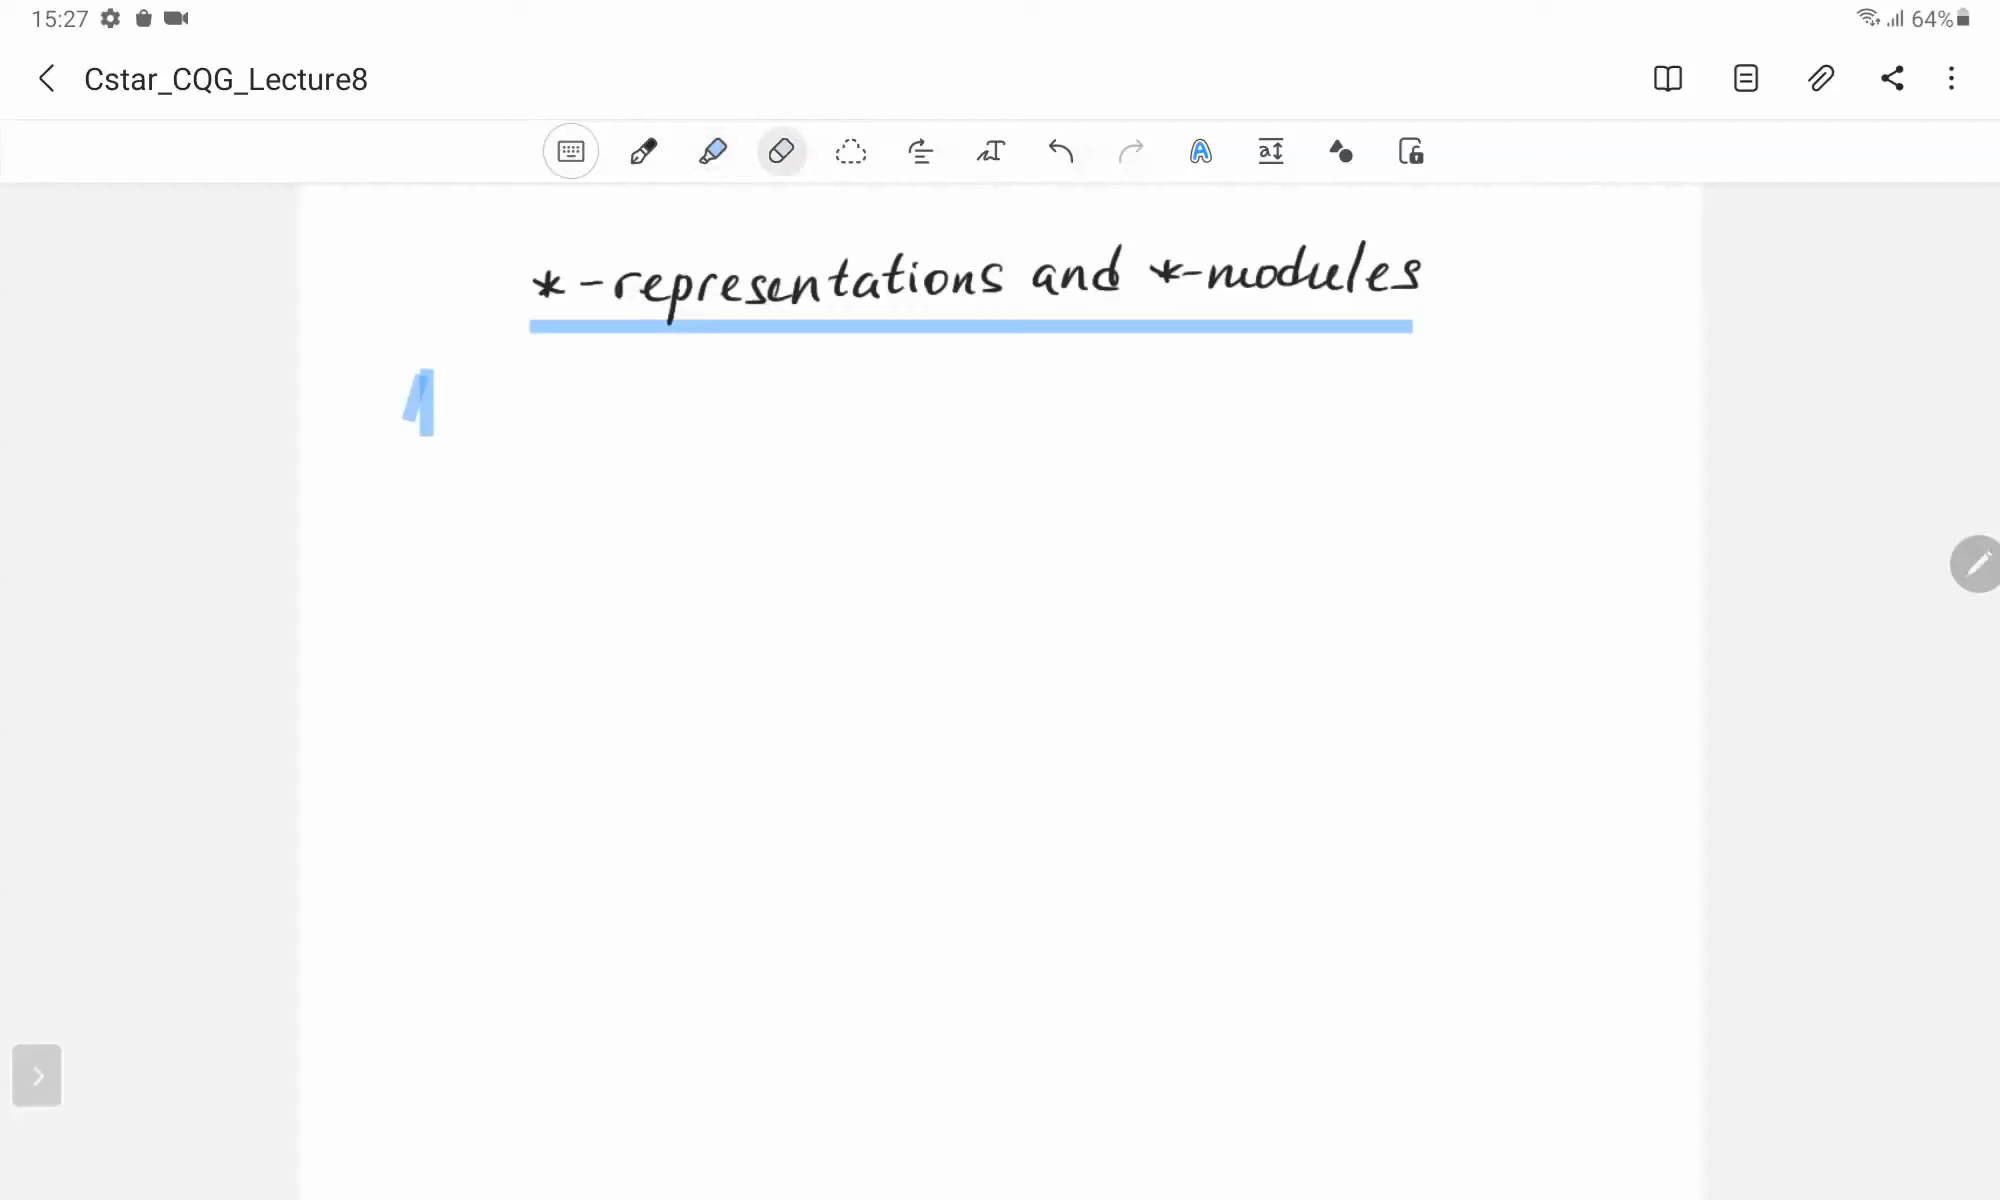 15:27 64%
Cstar_CQG_Lecture8
*-representations and *-modules
1